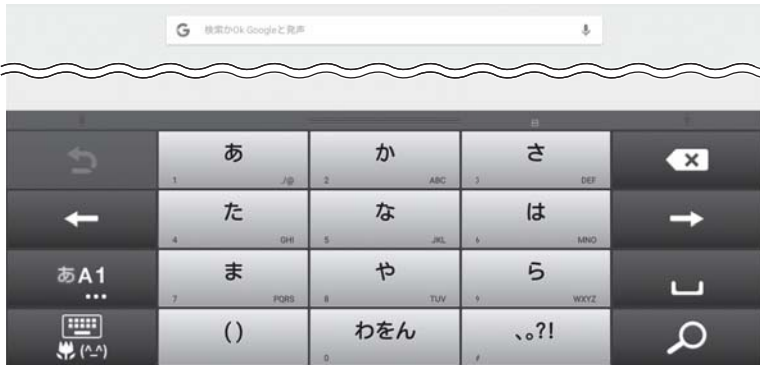 G 検索かOk Googleと発声
あ
1 ./@
か
2 ABC
さ
3 DEF
た
4 GHI
な
5 JKL
は
6 MNO
あA1
ま
7 PQRS
や
8 TUV
ら
9 WXYZ
(^_^)
()
わをん
0
、。?!